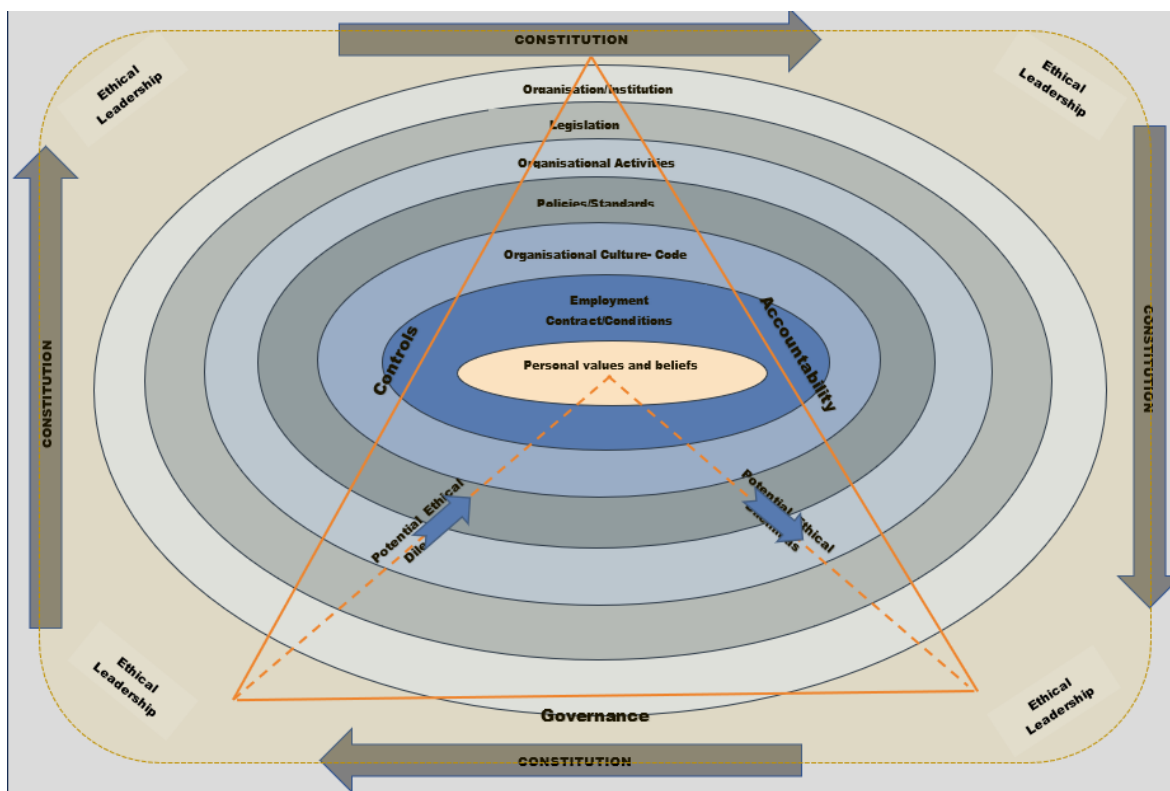 CONSTITUTION
Ethical
Leadership
Ethical
Leadership
Organisation/Institution
Legislation
Organisational Activities
Policies/Standards
Organisational Culture- Code
Employment
Contract/Conditions
Personal values and beliefs
Controls
Accountability
CONSTITUTION
CONSTITUTION
Potential Ethical
Potential Ethical
Ethical
Leadership
Ethical
Leadership
Governance
CONSTITUTION